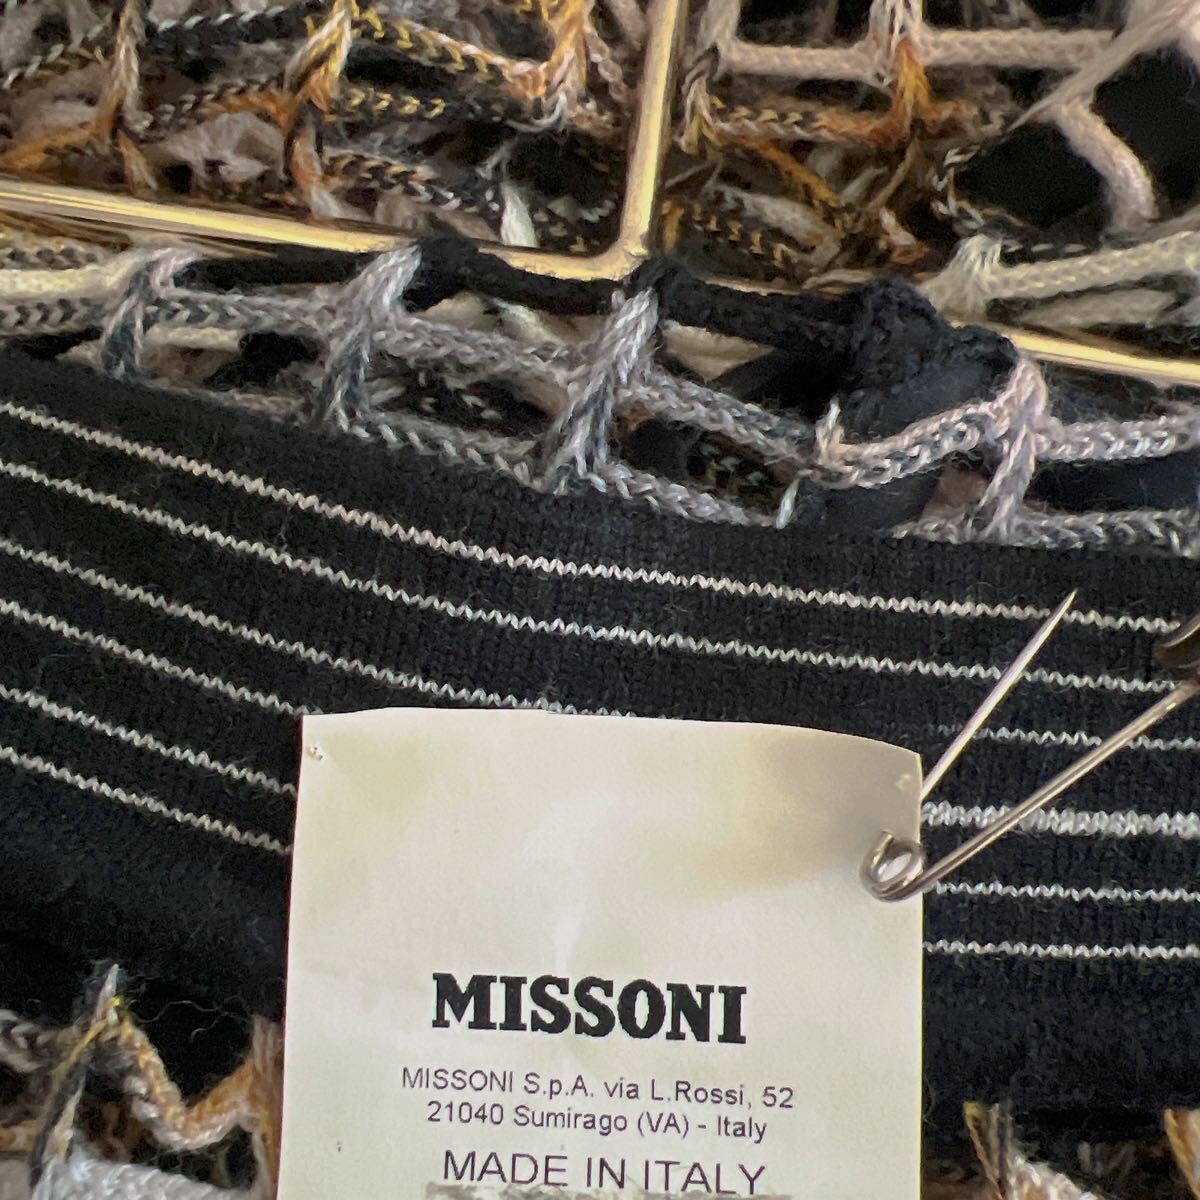 MISSONI
MISSONI S.p.A. via L.Rossi, 52
21040 Sumirago (VA) - Italy
MADE IN ITALY